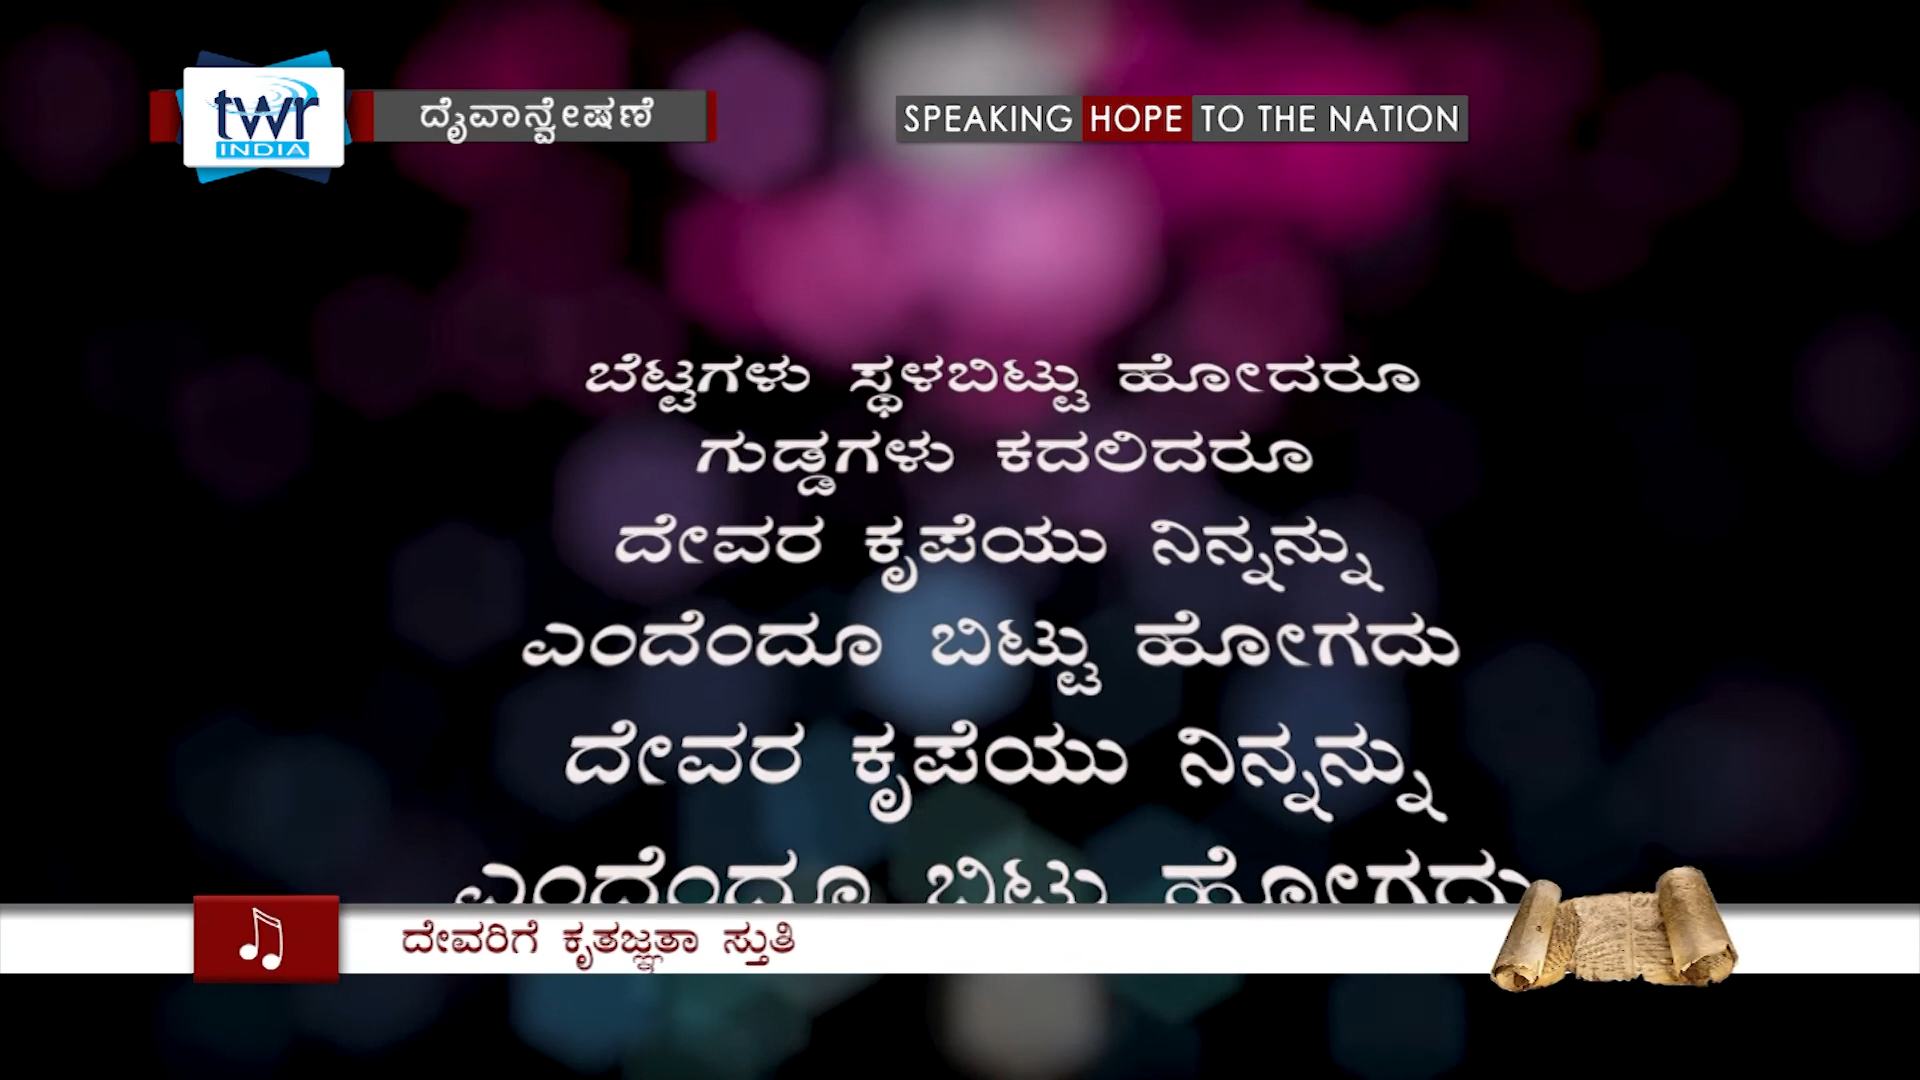 twr
INDIA
ದೈವಾನ್ವೇಷಣೆ
SPEAKING HOPE TO THE NATION
ಬೆಟ್ಟಗಳು ಸ್ಥಳಬಿಟ್ಟು ಹೋದರೂ
ಗುಡ್ಡಗಳು ಕದಲಿದರೂ
ದೇವರ ಕೃಪೆಯು ನಿನ್ನನ್ನು
ಎಂದೆಂದೂ ಬಿಟ್ಟು ಹೋಗದು
ದೇವರ ಕೃಪೆಯು ನಿನ್ನನ್ನು
ಎಂದೆಂದೂ ಬಿಟ್ಟು ಹೋಗದು
ದೇವರಿಗೆ ಕೃತಜ್ಞತಾ ಸ್ತುತಿ